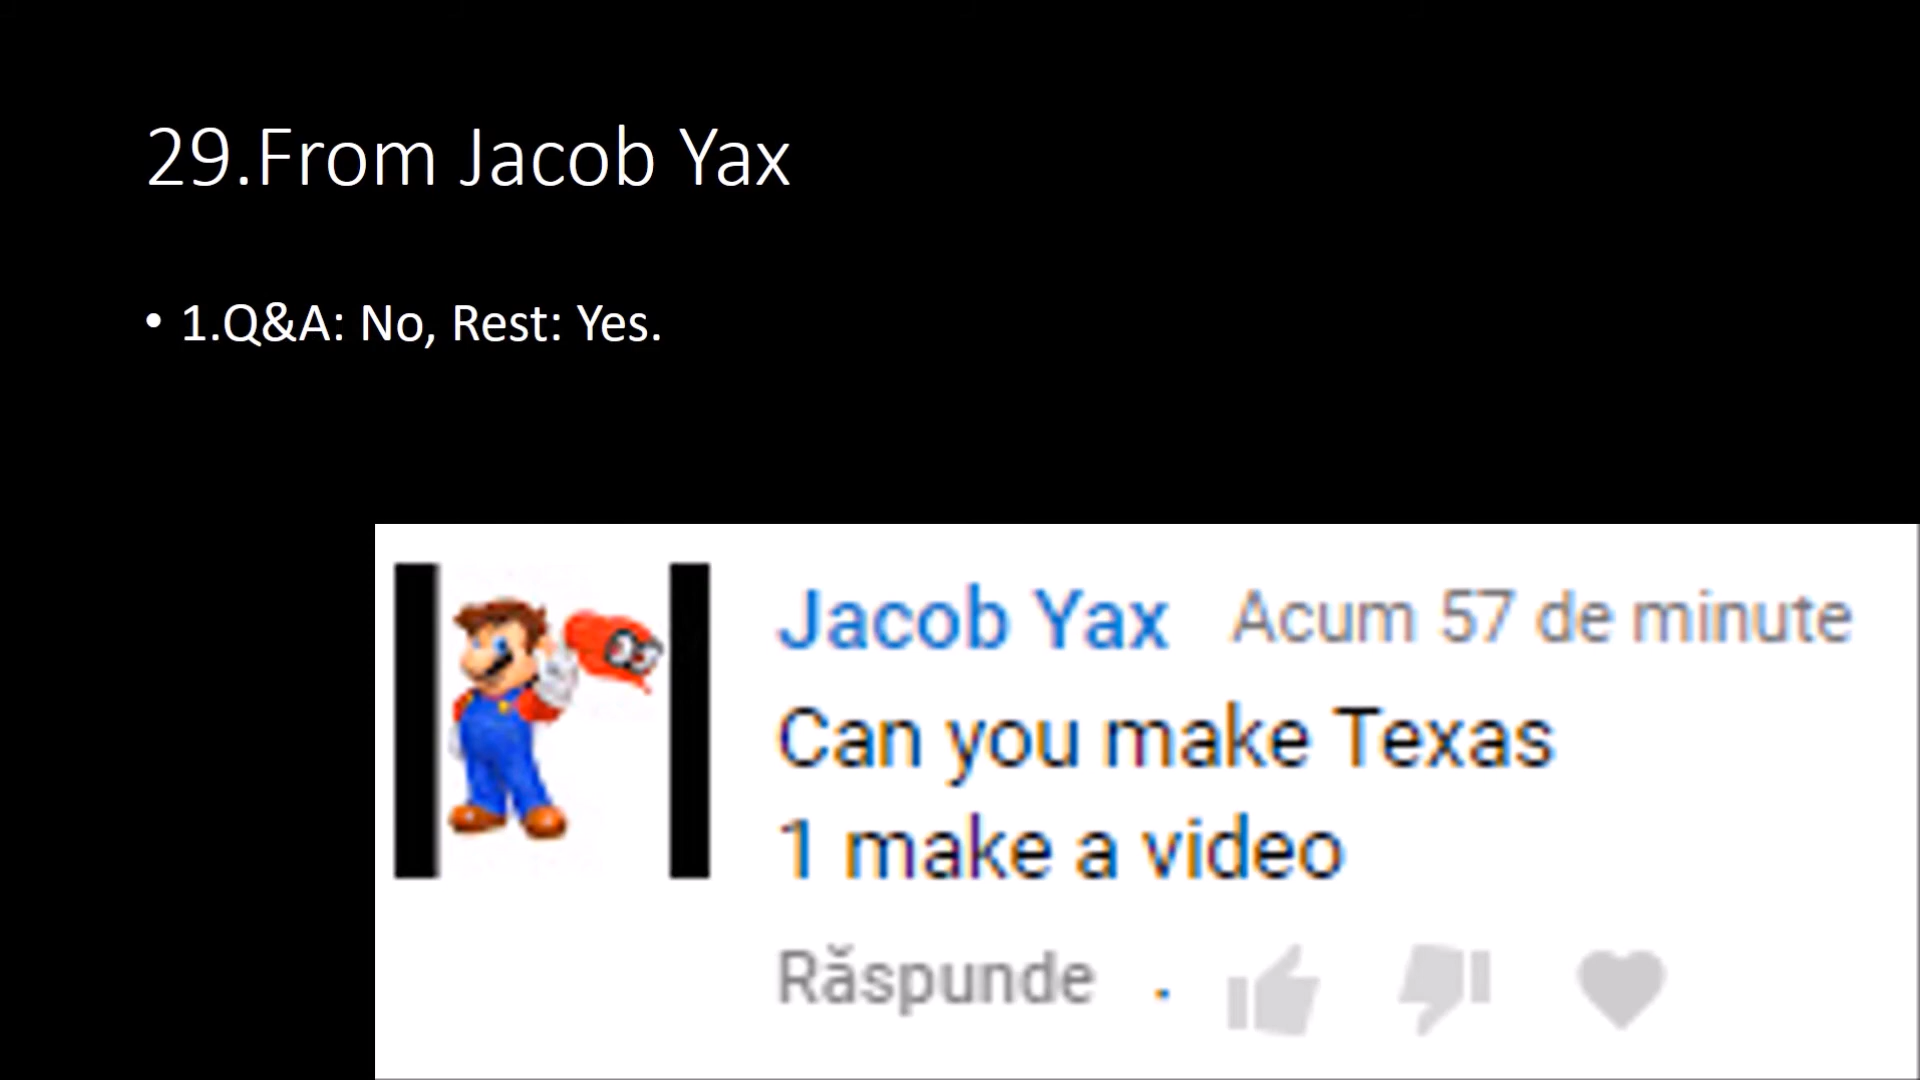 29.From Jacob Yax
• 1.Q&A: No, Rest: Yes.
Jacob Yax Acum 57 de minute
Can you make Texas
1 make a video
Răspunde